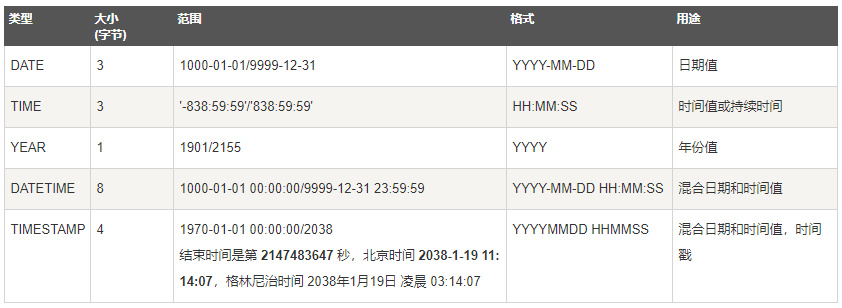 类型 大小 范围 格式 用途
(字节)
DATE 3 1000-01-01/9999-12-31 YYYY-MM-DD 日期值
TIME 3 '-838:59:59'/'838:59:59' HH:MM:SS 时间值或持续时间
YEAR 1 1901/2155 YYYY 年份值
DATETIME 8 1000-01-01 00:00:00/9999-12-31 23:59:59 YYYY-MM-DD HH:MM:SS 混合日期和时间值
TIMESTAMP 4 1970-01-01 00:00:00/2038 YYYYMMDD HHMMSS 混合日期和时间值，时间
结束时间是第 2147483647 秒，北京时间 2038-1-19 11: 戳
14:07，格林尼治时间 2038年1月19日 凌晨 03:14:07